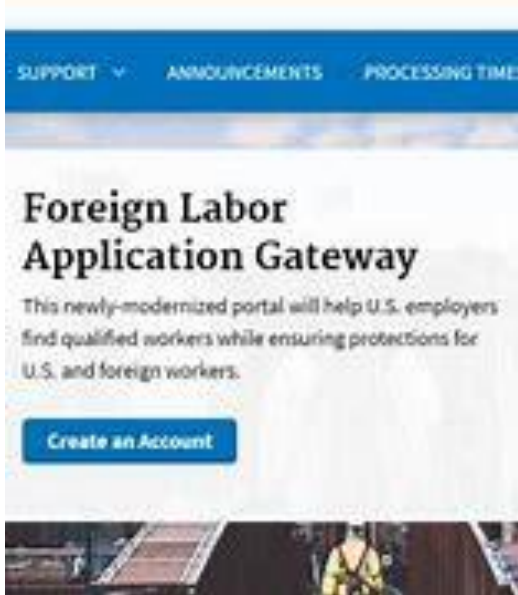 SUPPORT
ANNOUNCEMENTS
PROCESSING TIME
Foreign Labor
Application Gateway
This newly-modernized portal will help U.S. employers
find qualified workers while ensuring protections for
U.S. and foreign workers.
Create an Account